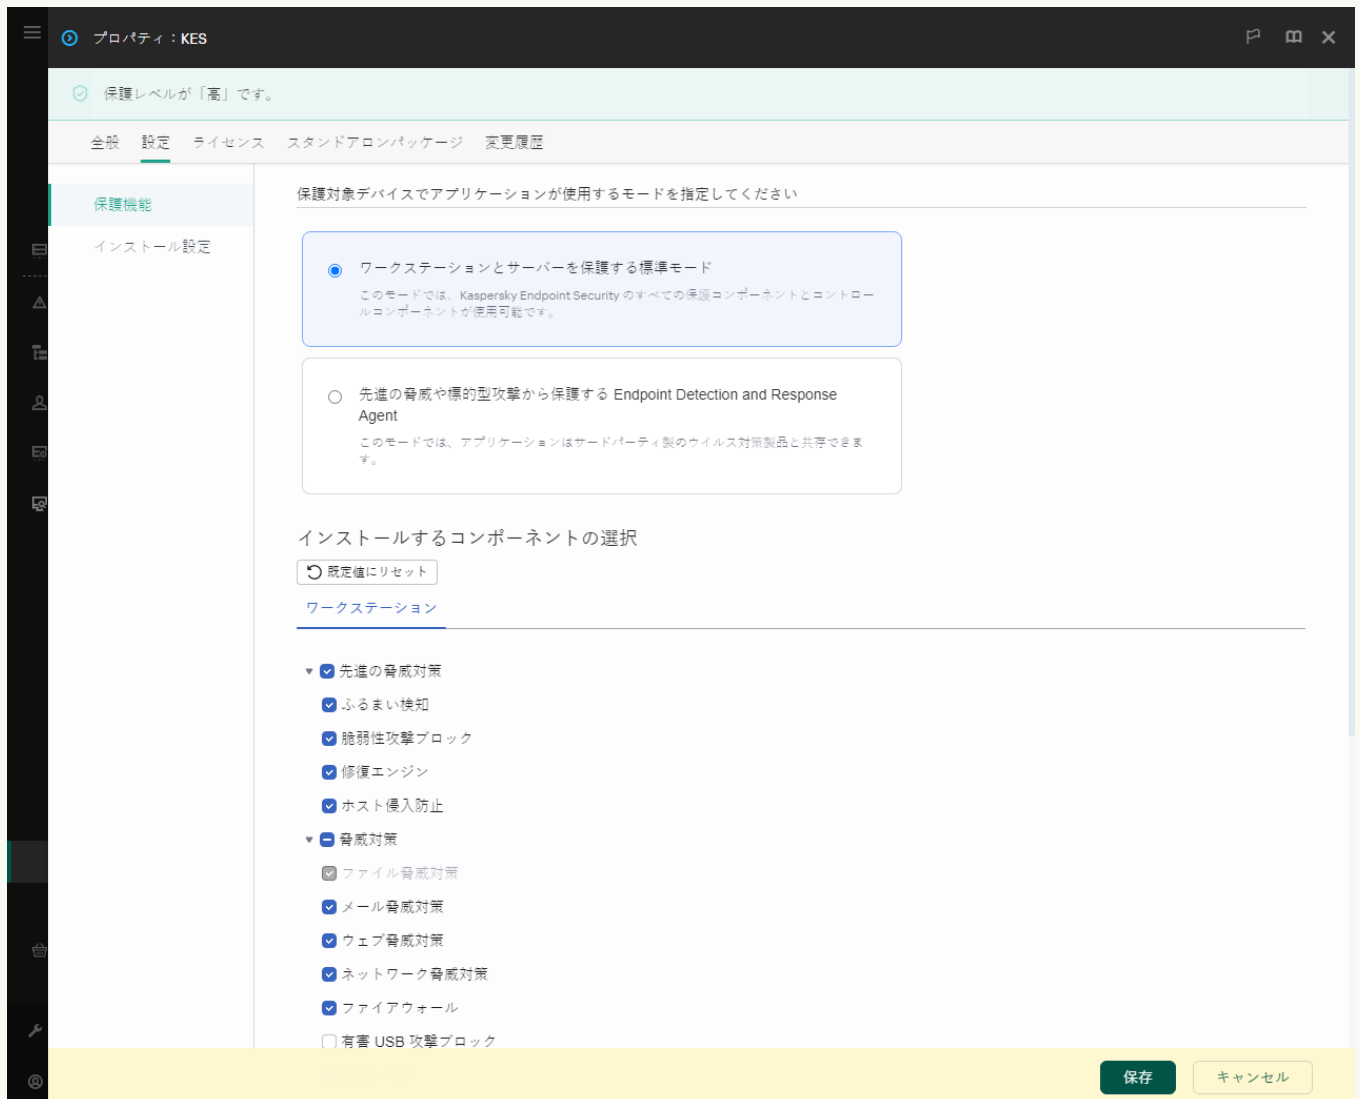 プロパティ：KES
保護レベルが「高」です。
全般 設定 ライセンス スタンドアロンパッケージ 変更履歴
保護機能
インストール設定
保護対象デバイスでアプリケーションが使用するモードを指定してください
ワークステーションとサーバーを保護する標準モード
このモードでは、Kaspersky Endpoint Security のすべての保護コンポーネントとコントロー
ルコンポーネントが使用可能です。
先進の脅威や標的型攻撃から保護する Endpoint Detection and Response
Agent
このモードでは、アプリケーションはサードパーティ製のウイルス対策製品と共存できま
す。
インストールするコンポーネントの選択
既定値にリセット
ワークステーション
先進の脅威対策
ふるまい検知
脆弱性攻撃ブロック
修復エンジン
ホスト侵入防止
脅威対策
ファイル脅威対策
メール脅威対策
ウェブ脅威対策
ネットワーク脅威対策
ファイアウォール
有害 USB 攻撃ブロック
保存 キャンセル